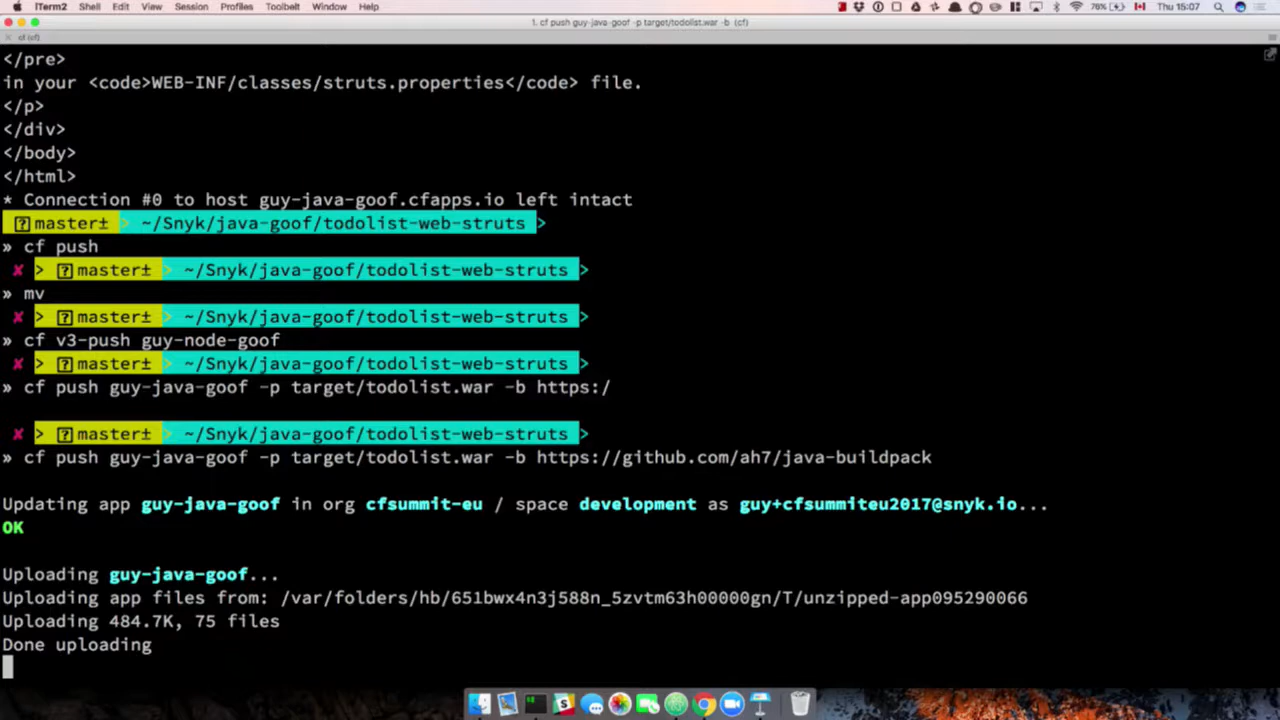 iTerm2 Shell Edit View Session Profiles Toolbelt Window Help 76% Thu 15:07
1. cf push guy-java-goof -p target/todolist.war -b (cf)
cf (cf)
</pre>
in your <code>WEB-INF/classes/struts.properties</code> file.
</p>
</div>
</body>
</html>
* Connection #0 to host guy-java-goof.cfapps.io left intact
master± ~/Snyk/java-goof/todolist-web-struts >
» cf push
✘ > master± ~/Snyk/java-goof/todolist-web-struts >
» mv
✘ > master± ~/Snyk/java-goof/todolist-web-struts >
» cf v3-push guy-node-goof
✘ > master± ~/Snyk/java-goof/todolist-web-struts >
» cf push guy-java-goof -p target/todolist.war -b https:/
✘ > master± ~/Snyk/java-goof/todolist-web-struts >
» cf push guy-java-goof -p target/todolist.war -b https://github.com/ah7/java-buildpack
Updating app guy-java-goof in org cfsummit-eu / space development as guy+cfsummiteu2017@snyk.io...
OK
Uploading guy-java-goof...
Uploading app files from: /var/folders/hb/651bwx4n3j588n_5zvtm63h00000gn/T/unzipped-app095290066
Uploading 484.7K, 75 files
Done uploading